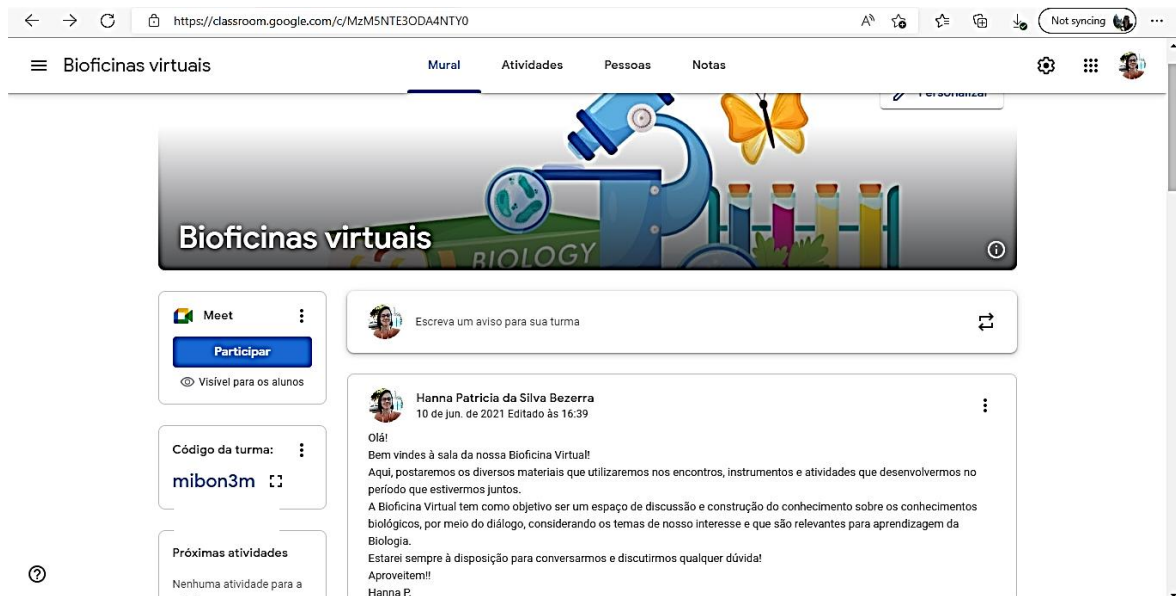 https://classroom.google.com/c/MzM5NTE3ODA4NTY0
Not syncing
Bioficinas virtuais
Mural
Atividades
Pessoas
Notas
Personalizar
Bioficinas virtuais
BIOLOGY
Meet
Participar
Visível para os alunos
Código da turma:
mibon3m
Próximas atividades
Nenhuma atividade para a
Escreva um aviso para sua turma
Hanna Patricia da Silva Bezerra
10 de jun. de 2021 Editado às 16:39
Olá!
Bem vindes à sala da nossa Bioficina Virtual!
Aqui, postaremos os diversos materiais que utilizaremos nos encontros, instrumentos e atividades que desenvolvermos no
período que estivermos juntos.
A Bioficina Virtual tem como objetivo ser um espaço de discussão e construção do conhecimento sobre os conhecimentos
biológicos, por meio do diálogo, considerando os temas de nosso interesse e que são relevantes para aprendizagem da
Biologia.
Estarei sempre à disposição para conversarmos e discutirmos qualquer dúvida!
Aproveitem!!
Hanna P.